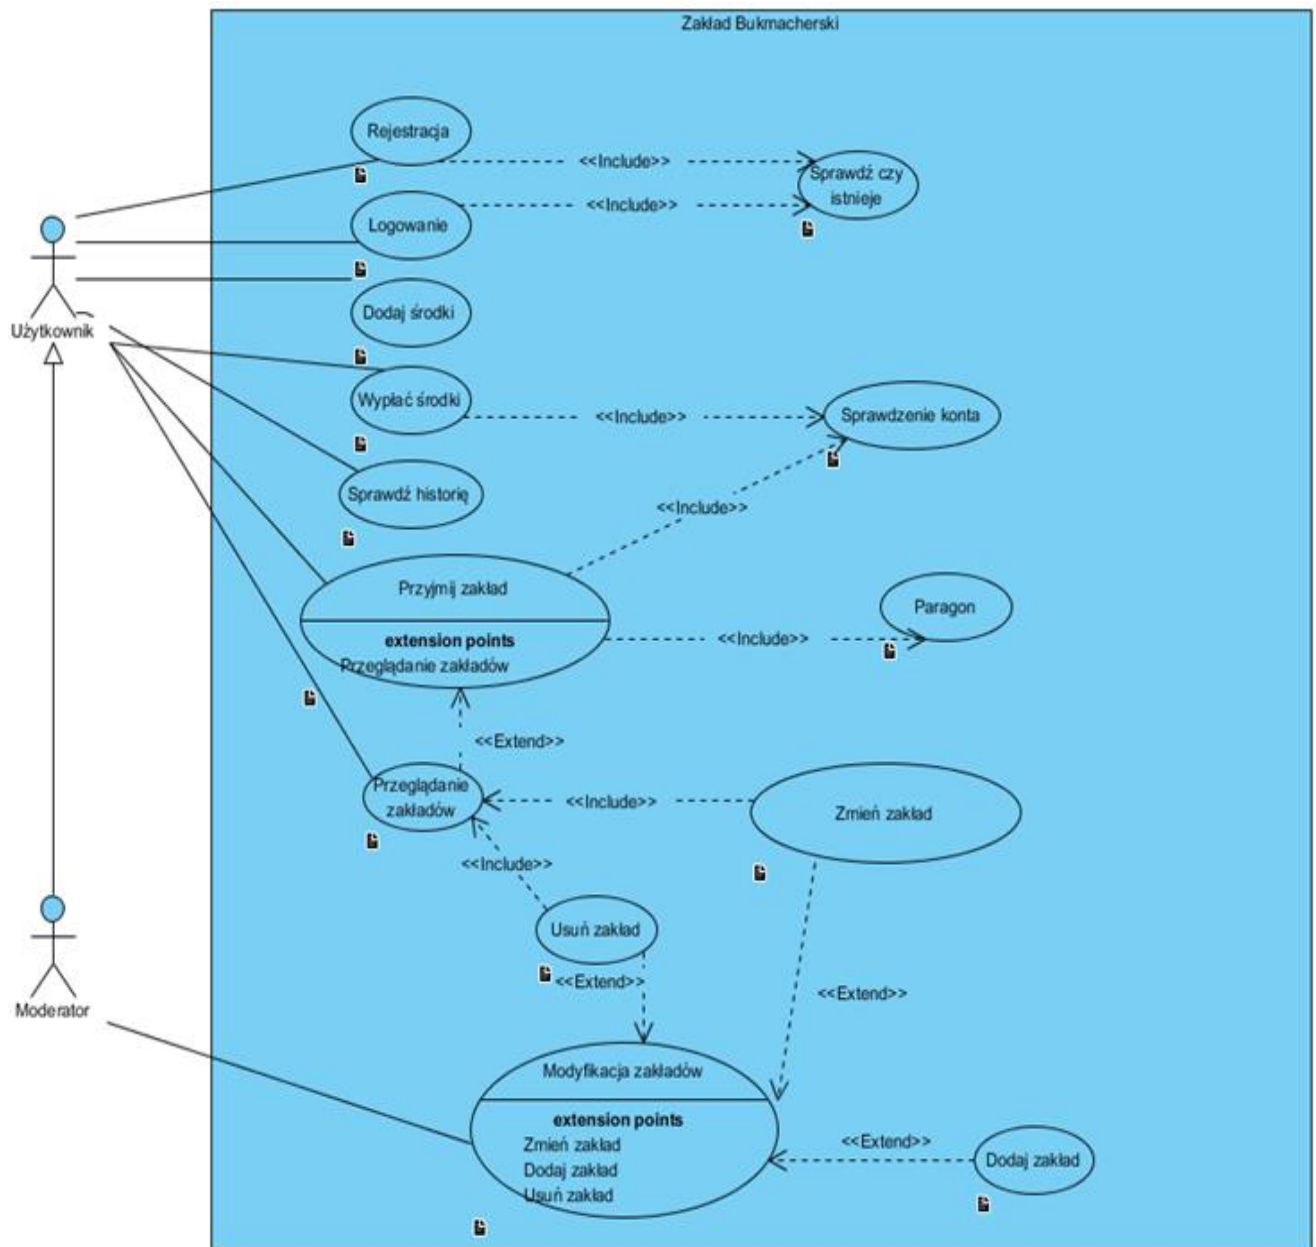 Zakład Bukmacherski
Rejestracja
<<Include>>
Sprawdź czy
istnieje
Logowanie
<<Include>>
Dodaj środki
Użytkownik
Wypłać środki
<<Include>>
Sprawdzenie konta
Sprawdź historię
<<Include>>
Przyjmij zakład
extension points
Przeglądanie zakładów
<<Include>>
Paragon
<<Extend>>
Przeglądanie
zakładów
<<Include>>
Zmień zakład
<<Include>>
Usuń zakład
<<Extend>>
<<Extend>>
Moderator
Modyfikacja zakładów
extension points
Zmień zakład
Dodaj zakład
Usuń zakład
<<Extend>>
Dodaj zakład